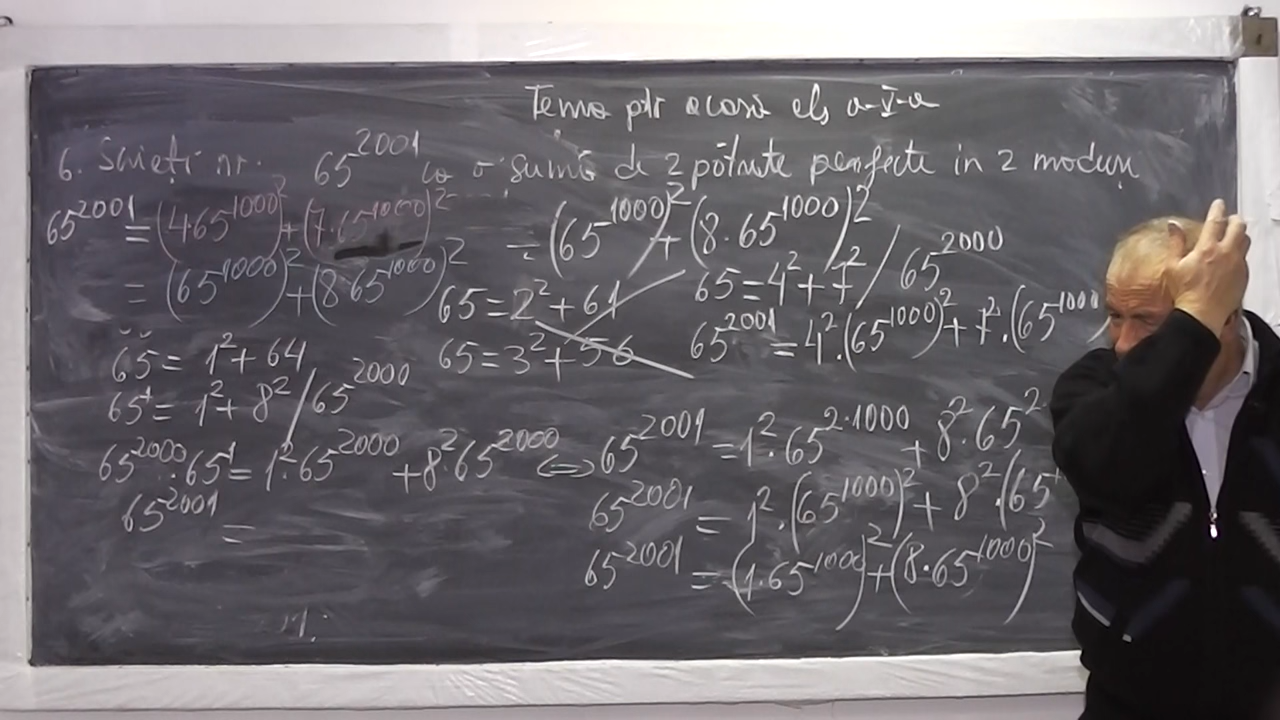 Tema ptr acasă cls a-V-a
6. Scrieți nr. 65^2001 ca o sumă de 2 pătrate perfecte in 2 moduri
65^2001 = (4.65^1000)^2 + (7.65^1000)^2
= (65^1000)^2 + (8.65^1000)^2
= (65^1000)^2 + (8·65^1000)^2
65 = 1^2 + 64
65^1 = 1^2 + 8^2 / 65^2000
65^2000 · 65^1 = 1^2·65^2000 + 8^2·65^2000 <=> 65^2001 = 1^2·65^2·1000 + 8^2·65^2
65^2001 =
65 = 2^2 + 61
65 = 3^2 + 56
65 = 4^2 + 7^2 / 65^2000
65^2001 = 4^2·(65^1000)^2 + 7^2·(65^1000)
65^2001 = 1^2·(65^1000)^2 + 8^2·(65
65^2001 = (1·65^1000)^2 + (8·65^1000)^2